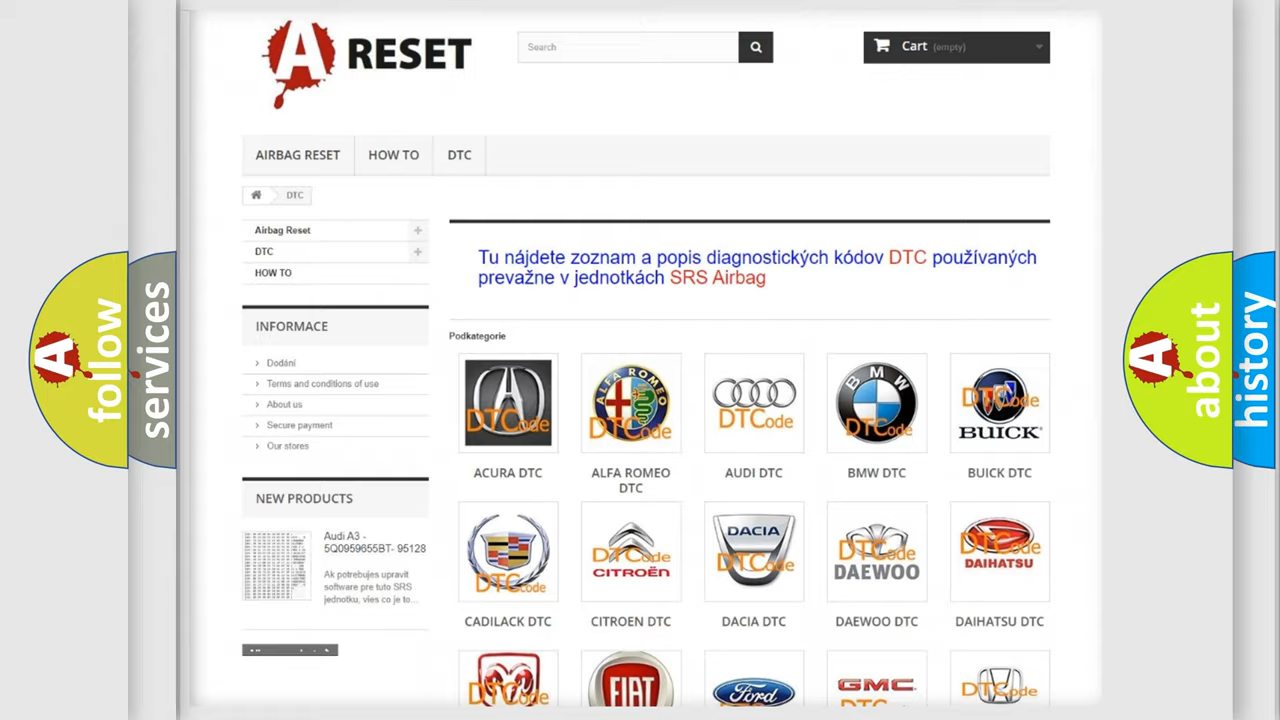 A RESET
Search
Cart (empty)
AIRBAG RESET
HOW TO
DTC
DTC
Airbag Reset
DTC
HOW TO
INFORMACE
Dodání
Terms and conditions of use
About us
Secure payment
Our stores
NEW PRODUCTS
Audi A3 -
5Q0959655BT- 95128
Ak potrebujes upravit
software pre tuto SRS
jednotku, vies co je to...
Tu nájdete zoznam a popis diagnostických kódov DTC používaných
prevažne v jednotkách SRS Airbag
Podkategorie
DTCode
ALFA ROMEO
DTCode
DTCode
BMW
DTCode
DTCode
BUICK
ACURA DTC
ALFA ROMEO
DTC
AUDI DTC
BMW DTC
BUICK DTC
DTCode
DTCode
CITROËN
DACIA
DTCode
DTCode
DAEWOO
DTCode
DAIHATSU
CADILACK DTC
CITROEN DTC
DACIA DTC
DAEWOO DTC
DAIHATSU DTC
DTCode
FIAT
Ford
GMC
DTCode
A
follow
services
A
about
history